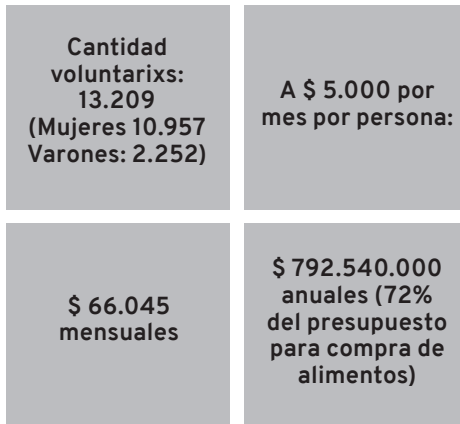 Cantidad
voluntarixs:
13.209
(Mujeres 10.957
Varones: 2.252)
A $ 5.000 por
mes por persona:
$ 66.045
mensuales
$ 792.540.000
anuales (72%
del presupuesto
para compra de
alimentos)